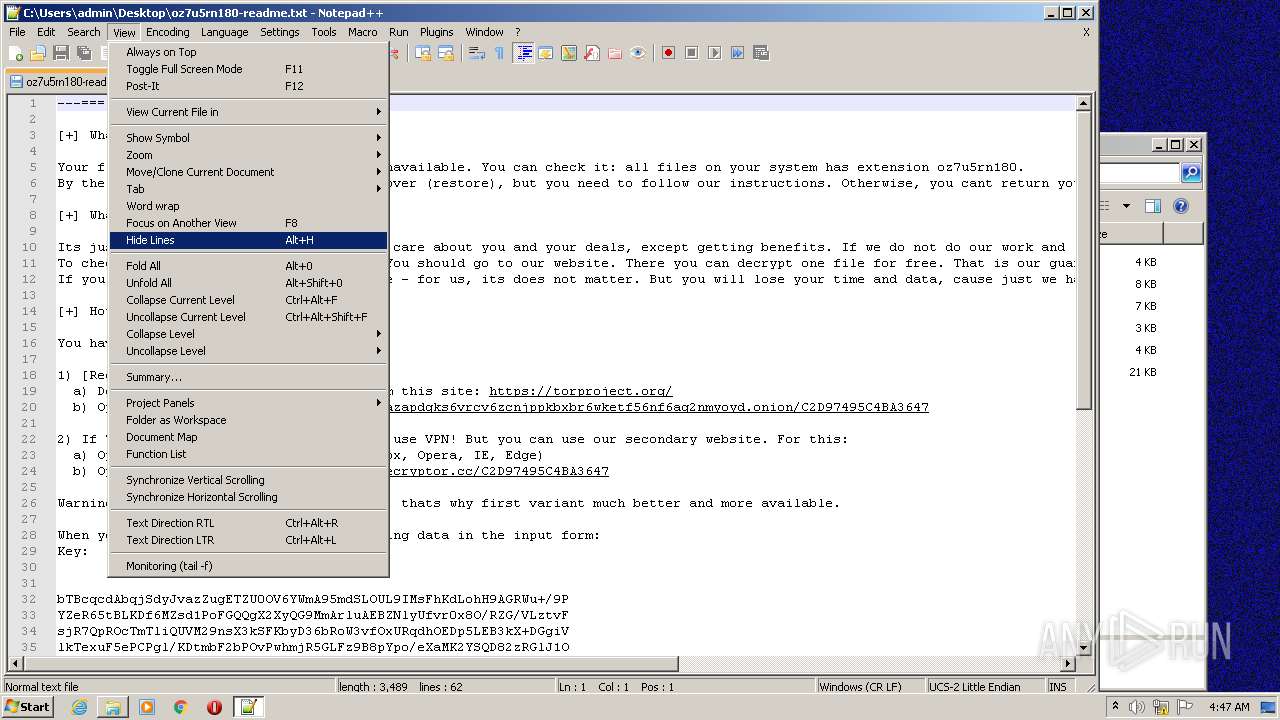 C:\Users\admin\Desktop\oz7u5rn180-readme.txt - Notepad++
File Edit Search View Encoding Language Settings Tools Macro Run Plugins Window ? X
oz7u5rn180-read
Always on Top
Toggle Full Screen Mode F11
Post-It F12
View Current File in
Show Symbol
Zoom
Move/Clone Current Document
Tab
Word wrap
Focus on Another View F8
Hide Lines Alt+H
Fold All Alt+0
Unfold All Alt+Shift+0
Collapse Current Level Ctrl+Alt+F
Uncollapse Current Level Ctrl+Alt+Shift+F
Collapse Level
Uncollapse Level
Summary...
Project Panels
Folder as Workspace
Document Map
Function List
Synchronize Vertical Scrolling
Synchronize Horizontal Scrolling
Text Direction RTL Ctrl+Alt+R
Text Direction LTR Ctrl+Alt+L
Monitoring (tail -f)
1 ---===
2
3 [+] Wha
4
5 Your f navailable. You can check it: all files on your system has extension oz7u5rn180.
6 By the over (restore), but you need to follow our instructions. Otherwise, you cant return yo
7
8 [+] Wha
9
10 Its jus care about you and your deals, except getting benefits. If we do not do our work and
11 To chec You should go to our website. There you can decrypt one file for free. That is our gua
12 If you e - for us, its does not matter. But you will lose your time and data, cause just we ha
13
14 [+] Ho
15
16 You hav
17
18 1) [Rec
19 a) D m this site: https://torproject.org/
20 b) O azapdqks6vrcv6zcnjppkbxbr6wketf56nf6aq2nmyoyd.onion/C2D97495C4BA3647
21
22 2) If use VPN! But you can use our secondary website. For this:
23 a) O ox, Opera, IE, Edge)
24 b) O ecryptor.cc/C2D97495C4BA3647
25
26 Warning thats why first variant much better and more available.
27
28 When yo ng data in the input form:
29 Key:
30
31
32 bTBcqcdAbqjSdyJvazZugETZU0OV6YWmA95mdSLOUL9IMsFhKdLohH9AGRWu+/9P
33 YZeR65tBLKDf6MZsd1PoFGQQgX2XyQG9MmAr1uAEBZN1yUfvr0x8O/RZG/VLztvF
34 sjR7QpROcTmT1iQUVM29nsX3kSFKbyD36bRoW3vfOxURqdhOEDp5LEB3kX+DGgiV
35
Normal text file length : 3,489 lines : 62 Ln : 1 Col : 1 Pos : 1 Windows (CR LF) UCS-2 Little Endian INS
4 KB
8 KB
7 KB
3 KB
4 KB
21 KB
ANY RUN
Start 4:47 AM